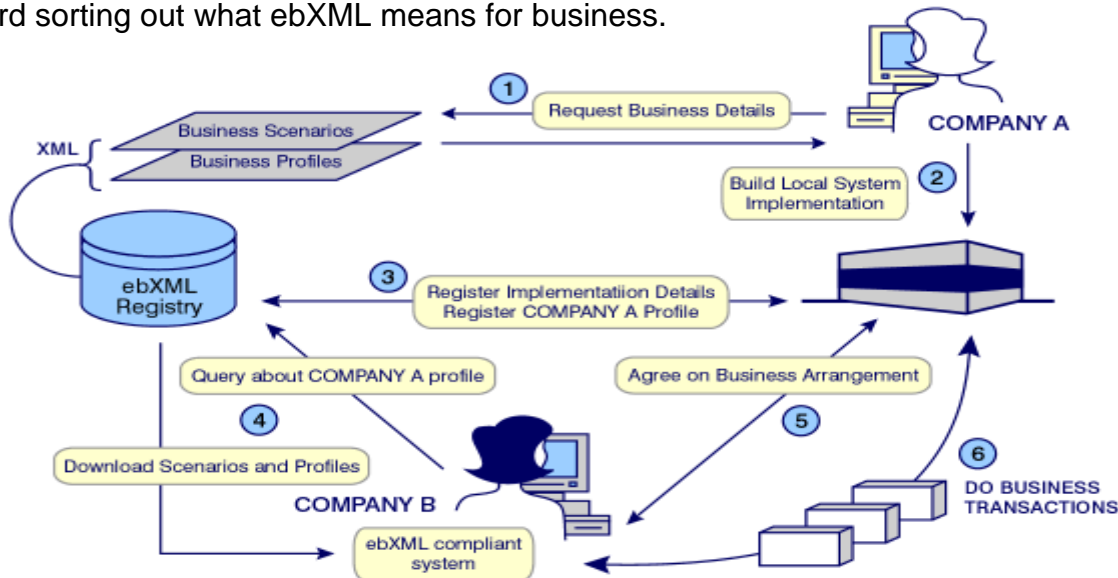 rd sorting out what ebXML means for business.
1
Request Business Details
COMPANY A
Business Scenarios
XML
Business Profiles
2
Build Local System
Implementation
ebXML
Registry
3
Register Implementatiion Details
Register COMPANY A Profile
Query about COMPANY A profile
Agree on Business Arrangement
4
5
Download Scenarios and Profiles
6
DO BUSINESS
TRANSACTIONS
COMPANY B
ebXML compliant
system